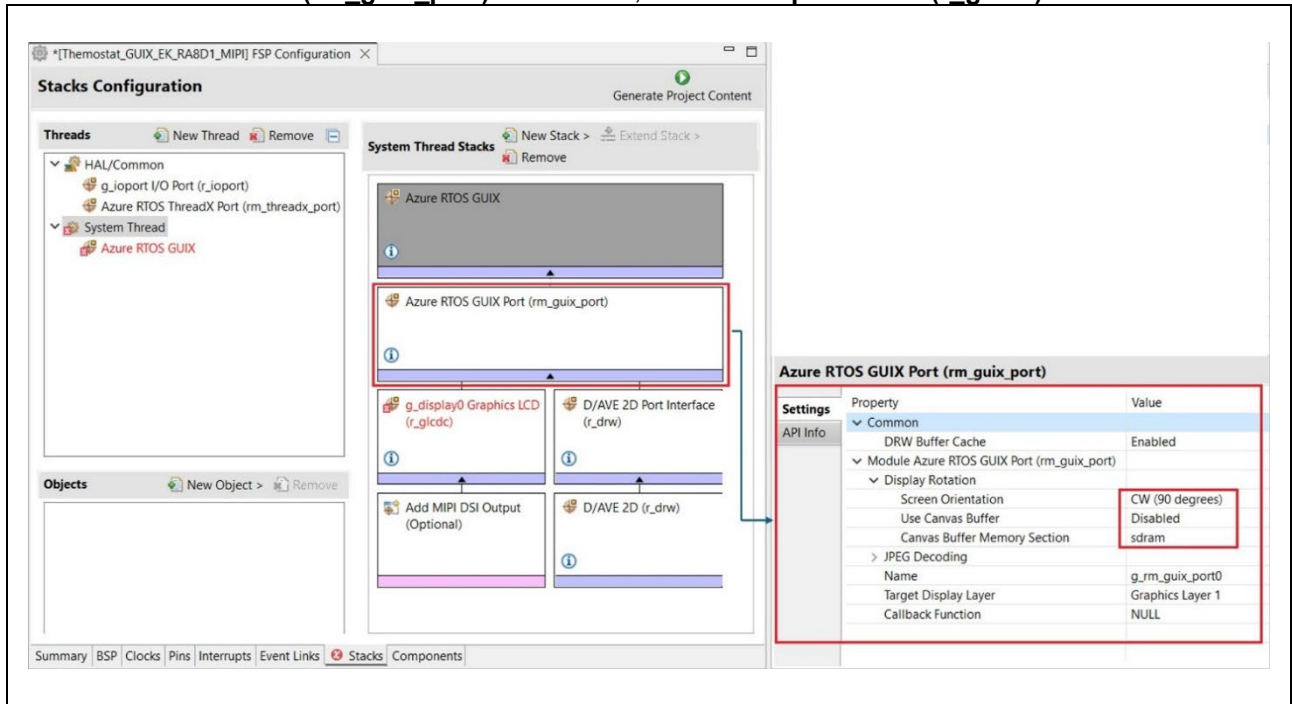 *[Themostat_GUIX_EK_RA8D1_MIPI] FSP Configuration
Stacks Configuration
Generate Project Content
Threads
New Thread
Remove
HAL/Common
g_ioport I/O Port (r_ioport)
Azure RTOS ThreadX Port (rm_threadx_port)
System Thread
Azure RTOS GUIX
Objects
New Object >
Remove
System Thread Stacks
New Stack >
Extend Stack >
Remove
Azure RTOS GUIX
Azure RTOS GUIX Port (rm_guix_port)
g_display0 Graphics LCD
(r_glcdc)
D/AVE 2D Port Interface
(r_drw)
Add MIPI DSI Output
(Optional)
D/AVE 2D (r_drw)
Summary BSP Clocks Pins Interrupts Event Links Stacks Components
Azure RTOS GUIX Port (rm_guix_port)
Settings
API Info
Property Value
Common
DRW Buffer Cache Enabled
Module Azure RTOS GUIX Port (rm_guix_port)
Display Rotation
Screen Orientation CW (90 degrees)
Use Canvas Buffer Disabled
Canvas Buffer Memory Section sdram
> JPEG Decoding
Name g_rm_guix_port0
Target Display Layer Graphics Layer 1
Callback Function NULL